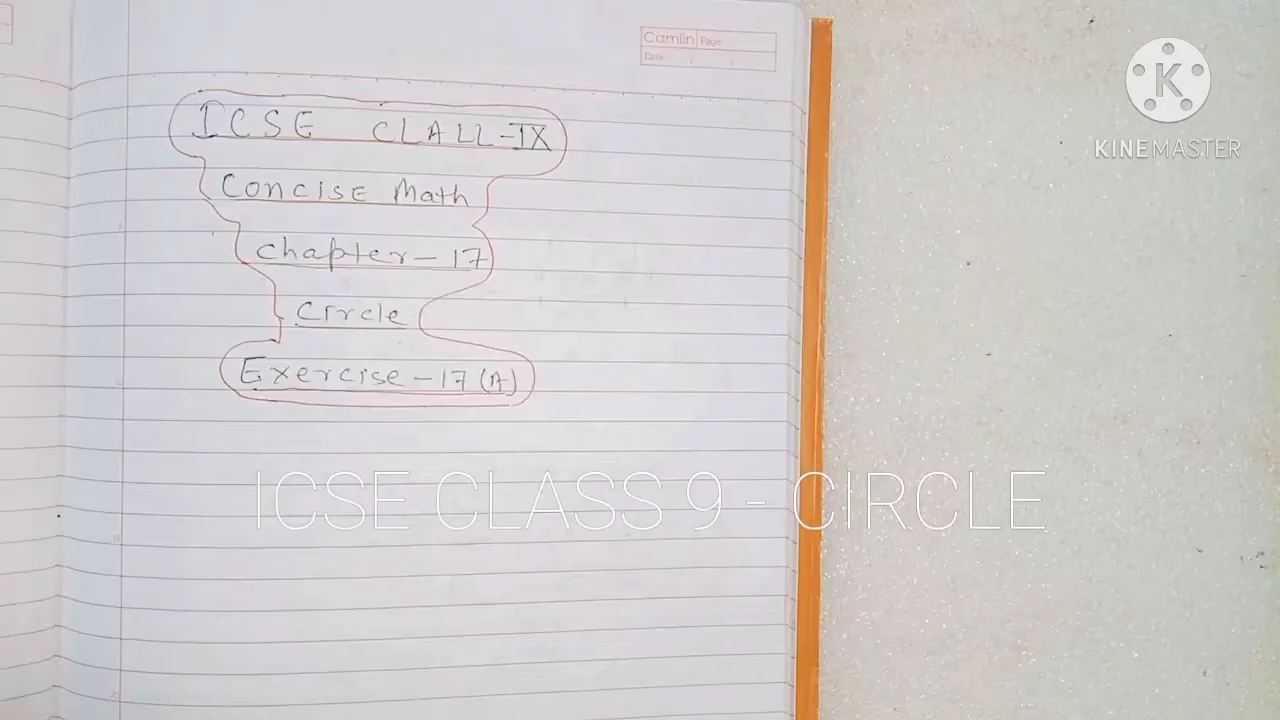 Camlin Page
Date
K
KINEMASTER
ICSE CLALL-IX
Concise Math
Chapter-17
Circle
Exercise-17(A)
ICSE CLASS 9 - CIRCLE